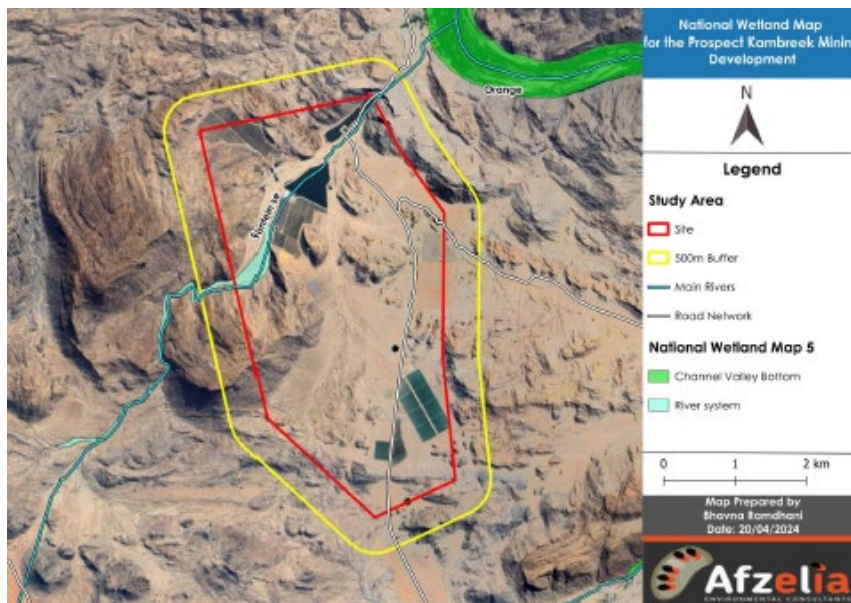 National Wetland Map
for the Prospect Kambreek Minin
Development
N
Legend
Study Area
Site
500m Buffer
Main Rivers
Road Network
National Wetland Map 5
Channel Valley Bottom
River system
0 1 2 km
Map Prepared by
Bhavna Ramdhani
Date: 20/04/2024
Afzelia
ENVIRONMENTAL CONSULTANTS
Orange